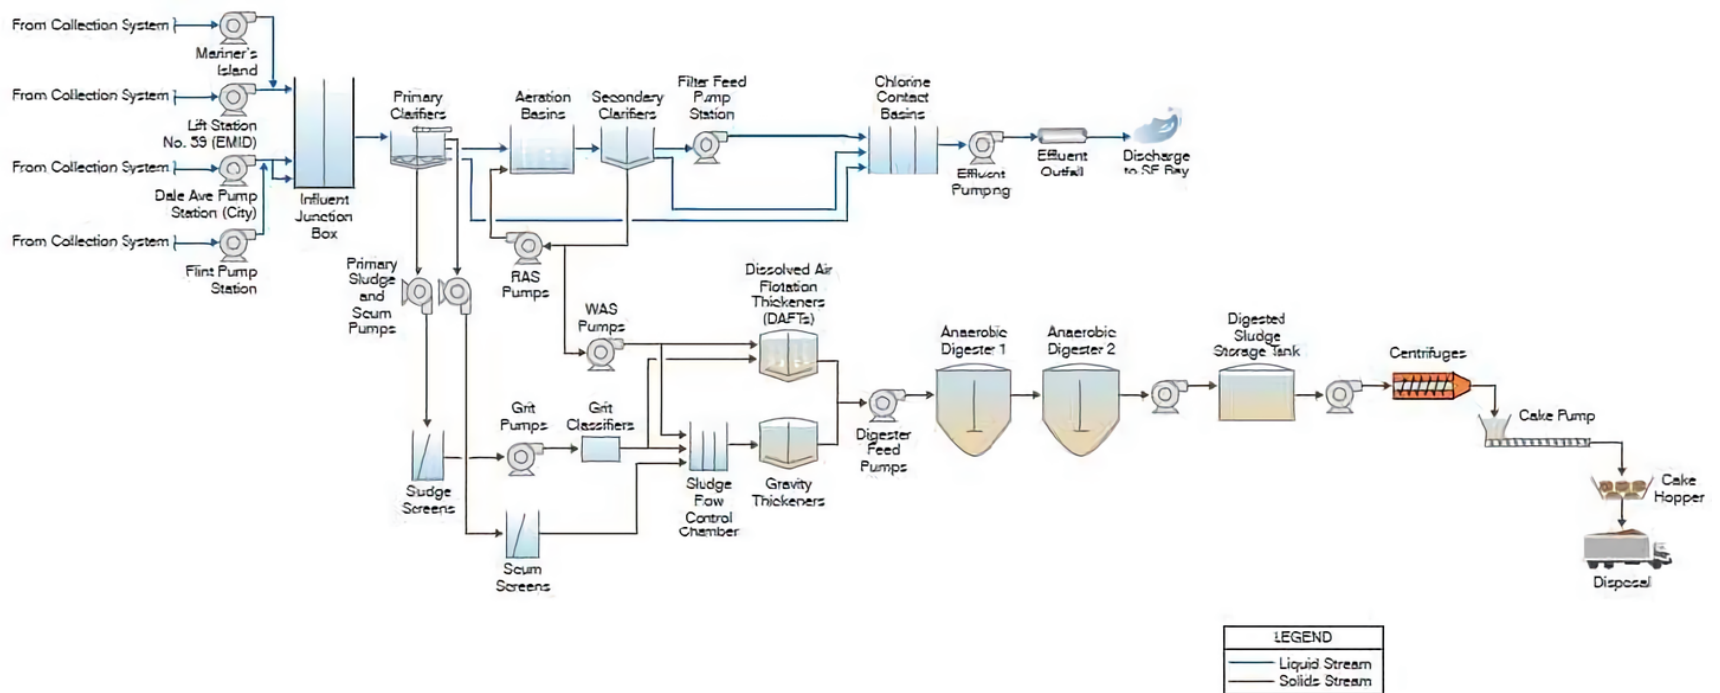 From Collection System
Mariner's
Island
From Collection System
Lift Station
No. 59 (EMID)
From Collection System
Dale Ave Pump
Station (City)
From Collection System
Flint Pump
Station
Influent
Junction
Box
Primary
Clarifiers
Aeration
Basins
Secondary
Clarifiers
Filter Feed
Pump
Station
Chlorine
Contact
Basins
Effluent
Pumping
Effluent
Outfall
Discharge
to SF Bay
Primary
Sludge
and
Scum
Pumps
RAS
Pumps
WAS
Pumps
Dissolved Air
Flotation
Thickeners
(DAFTs)
Grit
Pumps
Grit
Classifiers
Sludge
Screens
Scum
Screens
Sludge
Flow
Control
Chamber
Gravity
Thickeners
Digester
Feed
Pumps
Anaerobic
Digester 1
Anaerobic
Digester 2
Digested
Sludge
Storage Tank
Centrifuges
Cake Pump
Cake
Hopper
Disposal
LEGEND
Liquid Stream
Solids Stream